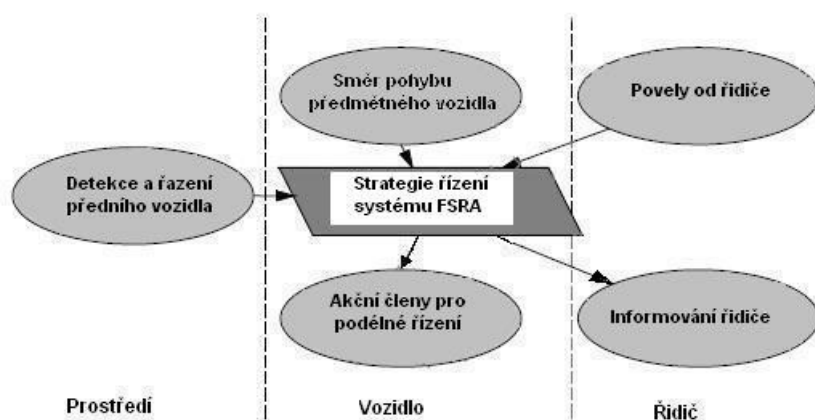 Směr pohybu
předmětného vozidla
Povely od řidiče
Detekce a řazení
předního vozidla
Strategie řízení
systému FSRA
Akční členy pro
podélné řízení
Informování řidiče
Prostředí
Vozidlo
Řidič